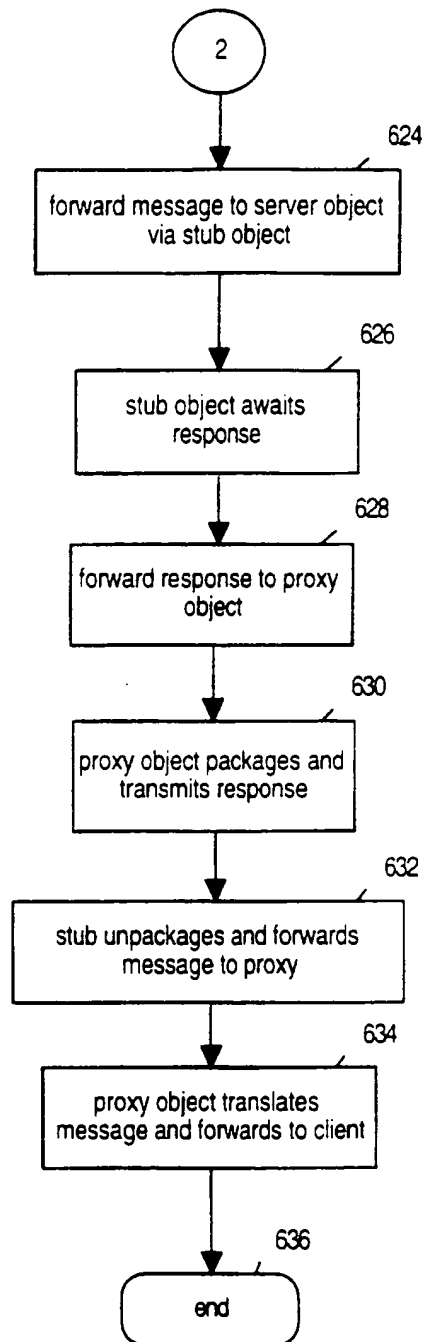 2
624
forward message to server object
via stub object
626
stub object awaits
response
628
forward response to proxy
object
630
proxy object packages and
transmits response
632
stub unpackages and forwards
message to proxy
634
proxy object translates
message and forwards to client
636
end